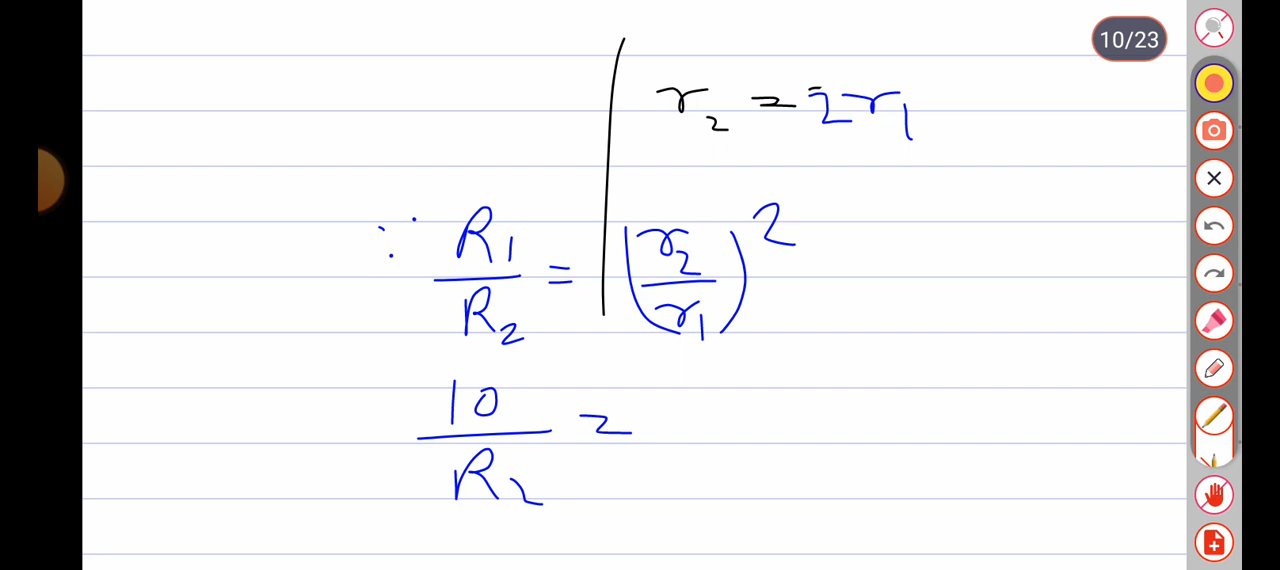 10/23
r₂ = 2r₁
∵ R₁/R₂ = (r₂/r₁)²
10/R₂ =